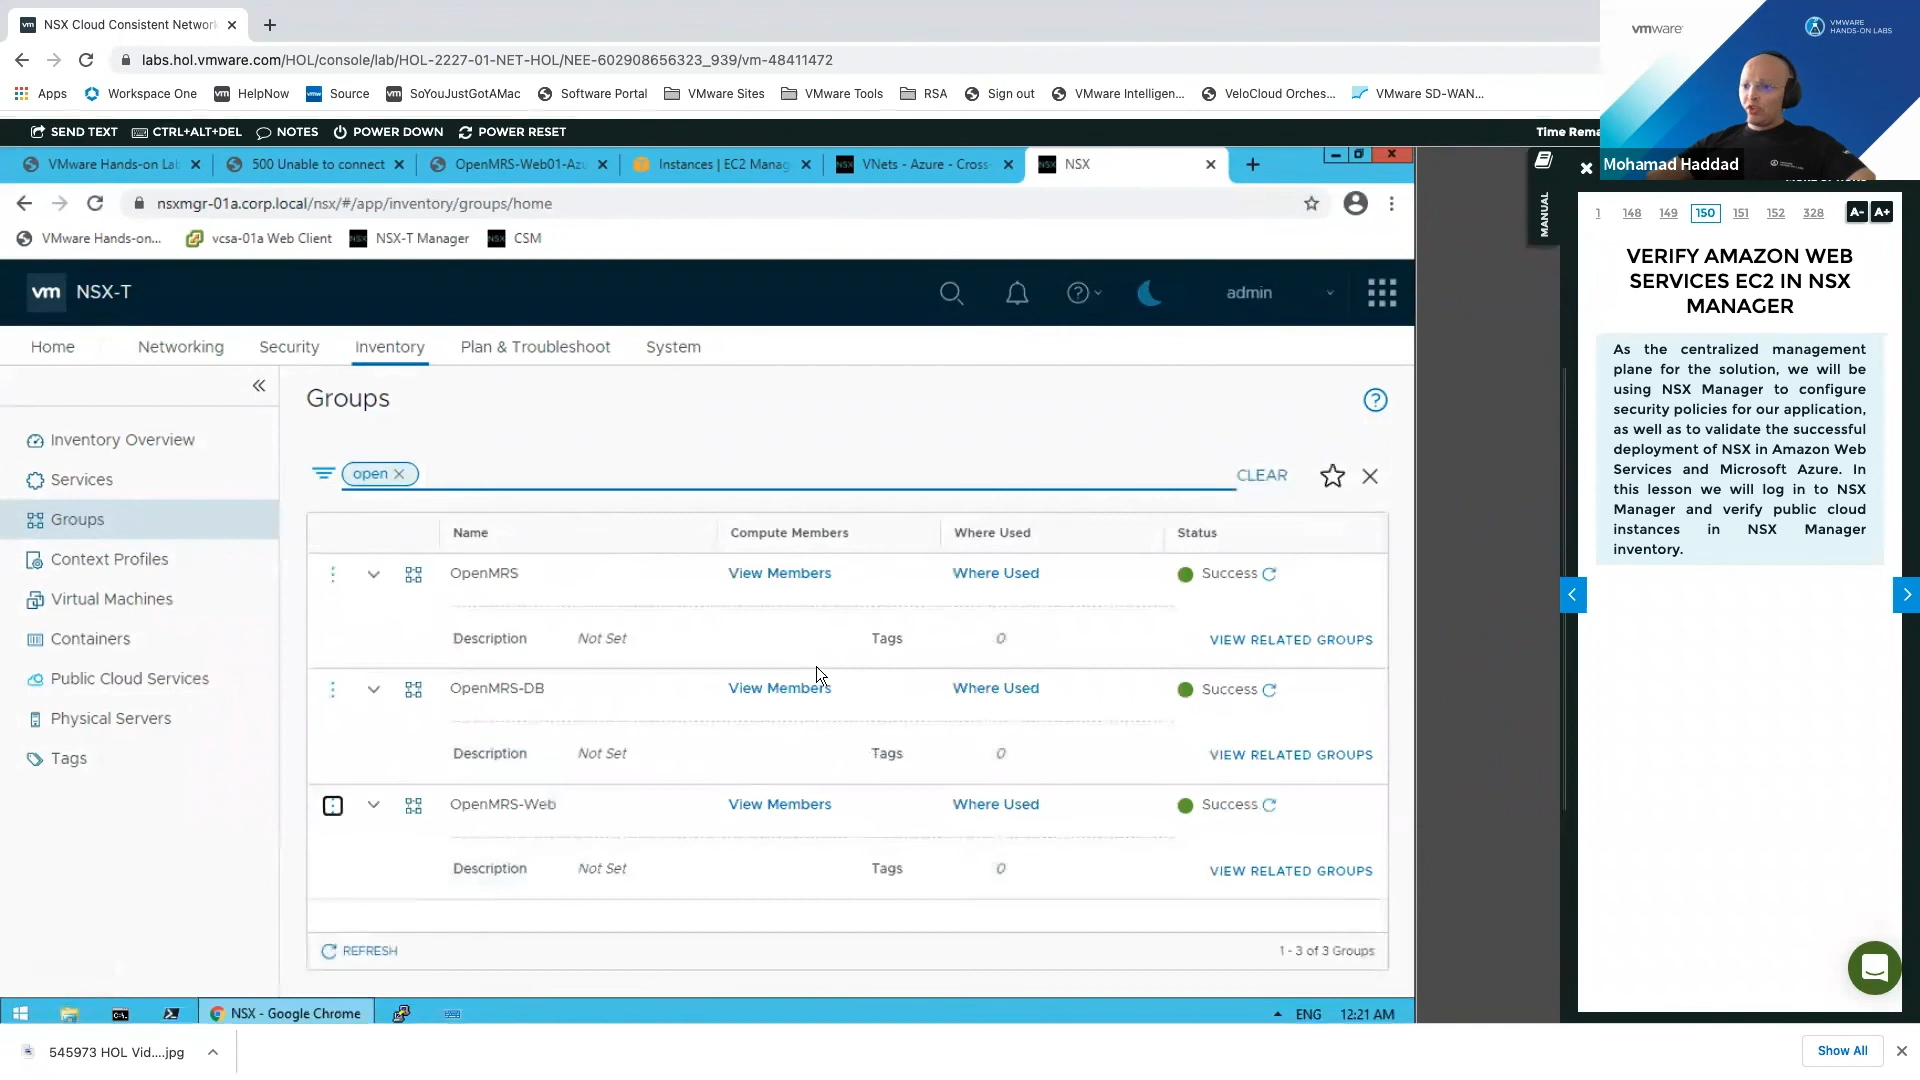 NSX Cloud Consistent Networ
labs.hol.vmware.com/HOL/console/lab/HOL-2227-01-NET-HOL/NEE-602908656323_939/vm-48411472
Apps
Workspace One
HelpNow
Source
SoYouJustGotAMac
Software Portal
VMware Sites
VMware Tools
RSA
Sign out
VMware Intelligen...
VeloCloud Orches...
VMware SD-WAN...
SEND TEXT
CTRL+ALT+DEL
NOTES
POWER DOWN
POWER RESET
Time Rema
vmware
VMWARE
HANDS-ON LABS
Mohamad Haddad
VMware Hands-on Lab
500 Unable to connect
OpenMRS-Web01-Azu
Instances | EC2 Manag
VNets - Azure - Cross-
NSX
nsxmgr-01a.corp.local/nsx/#/app/inventory/groups/home
VMware Hands-on...
vcsa-01a Web Client
NSX-T Manager
CSM
vm NSX-T
admin
Home
Networking
Security
Inventory
Plan & Troubleshoot
System
Inventory Overview
Services
Groups
Context Profiles
Virtual Machines
Containers
Public Cloud Services
Physical Servers
Tags
Groups
open
CLEAR
Name Compute Members Where Used Status
OpenMRS View Members Where Used Success
Description Not Set Tags 0 VIEW RELATED GROUPS
OpenMRS-DB View Members Where Used Success
Description Not Set Tags 0 VIEW RELATED GROUPS
OpenMRS-Web View Members Where Used Success
Description Not Set Tags 0 VIEW RELATED GROUPS
REFRESH
1 - 3 of 3 Groups
MANUAL
1 148 149 150 151 152 328
A- A+
VERIFY AMAZON WEB
SERVICES EC2 IN NSX
MANAGER
As the centralized management
plane for the solution, we will be
using NSX Manager to configure
security policies for our application,
as well as to validate the successful
deployment of NSX in Amazon Web
Services and Microsoft Azure. In
this lesson we will log in to NSX
Manager and verify public cloud
instances in NSX Manager
inventory.
NSX - Google Chrome
ENG
12:21 AM
545973 HOL Vid....jpg
Show All